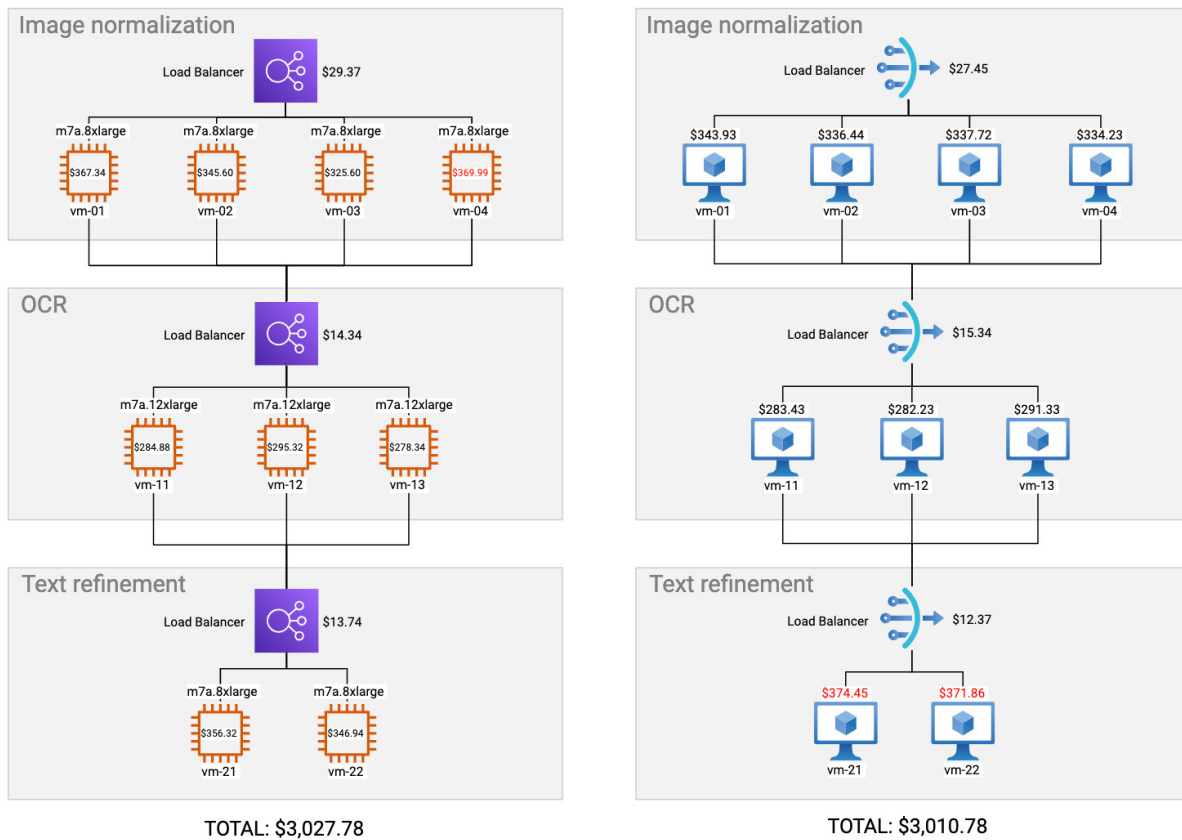 Image normalization
Load Balancer
$29.37
m7a.8xlarge
m7a.8xlarge
m7a.8xlarge
m7a.8xlarge
$367.34
$345.60
$325.60
$369.99
vm-01
vm-02
vm-03
vm-04
OCR
Load Balancer
$14.34
m7a.12xlarge
m7a.12xlarge
m7a.12xlarge
$284.88
$295.32
$278.34
vm-11
vm-12
vm-13
Text refinement
Load Balancer
$13.74
m7a.8xlarge
m7a.8xlarge
$356.32
$346.94
vm-21
vm-22
TOTAL: $3,027.78
Image normalization
Load Balancer
$27.45
$343.93
$336.44
$337.72
$334.23
vm-01
vm-02
vm-03
vm-04
OCR
Load Balancer
$15.34
$283.43
$282.23
$291.33
vm-11
vm-12
vm-13
Text refinement
Load Balancer
$12.37
$374.45
$371.86
vm-21
vm-22
TOTAL: $3,010.78